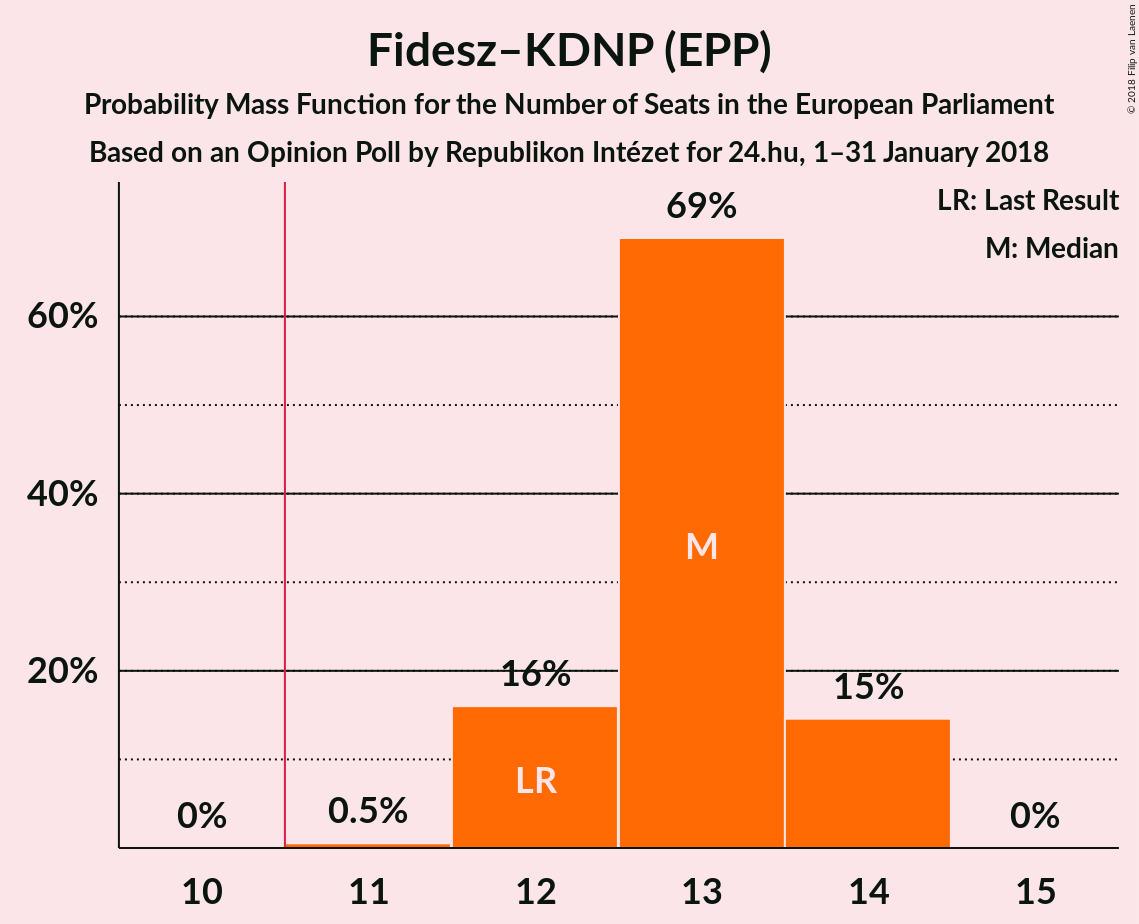 Fidesz–KDNP (EPP)
Probability Mass Function for the Number of Seats in the European Parliament
Based on an Opinion Poll by Republikon Intézet for 24.hu, 1–31 January 2018
© 2018 Filip van Laenen
LR: Last Result
M: Median
69%
60%
40%
M
20%
16%
15%
LR
0%
0.5%
0%
10
11
12
13
14
15